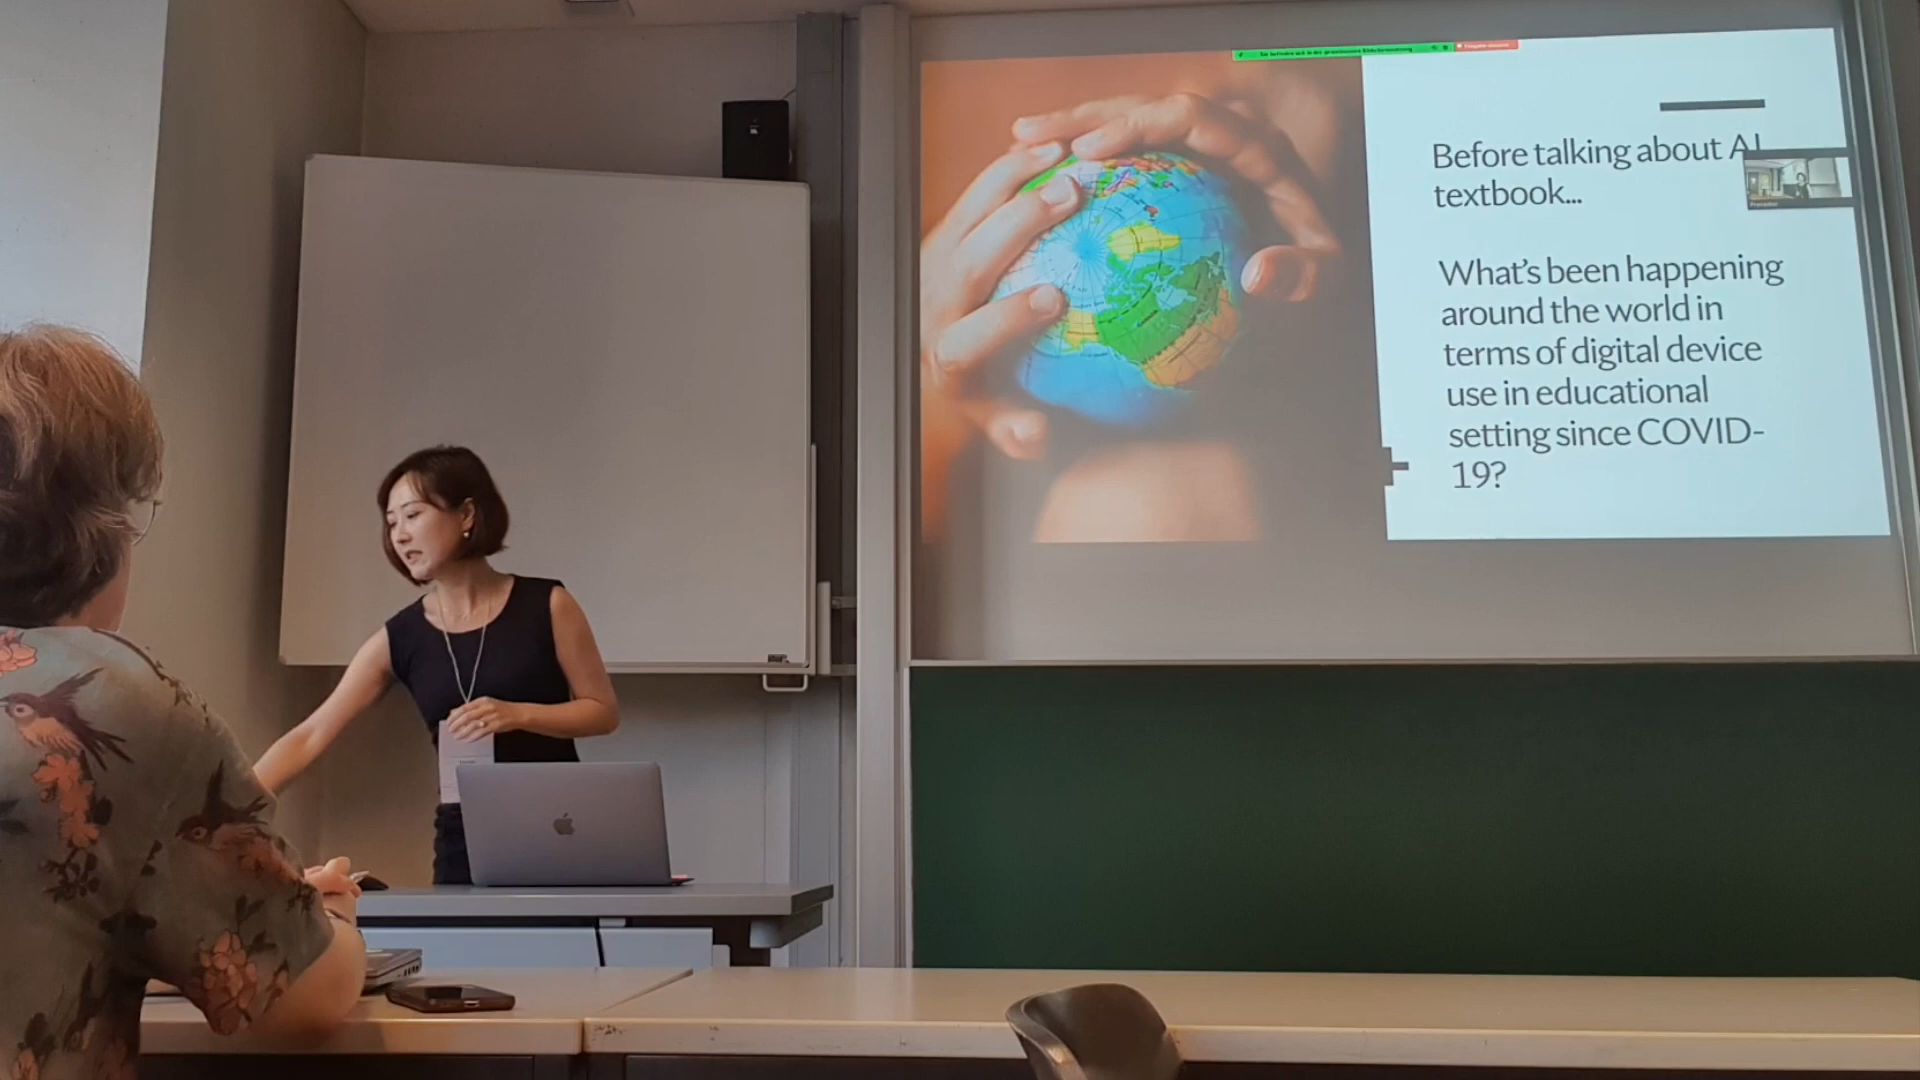 Before talking about AI
textbook...
What's been happening
around the world in
terms of digital device
use in educational
setting since COVID-
19?